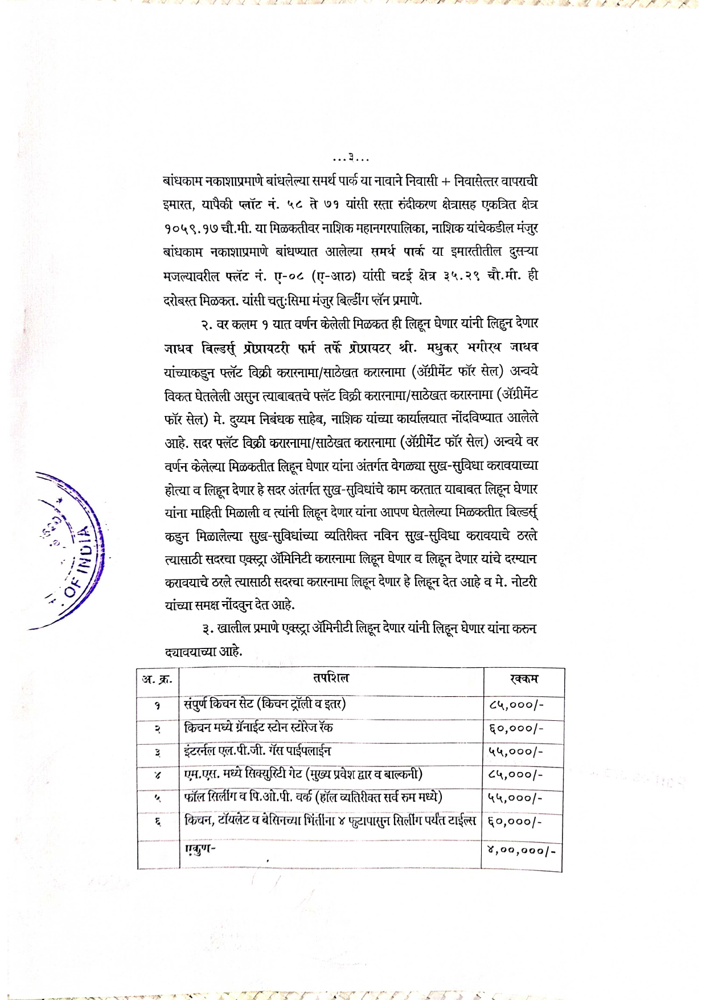 ...३...
बांधकाम नकाशाप्रमाणे बांधलेल्या समर्थ पार्क या नावाने निवासी + निवासेत्तर वापराची
इमारत, यापैकी प्लॉट नं. ५८ ते ७१ यांसी रस्ता रुंदीकरण क्षेत्रासह एकत्रित क्षेत्र
१०५९.१७ चौ.मी. या मिळकतीवर नाशिक महानगरपालिका, नाशिक यांचेकडील मंजुर
बांधकाम नकाशाप्रमाणे बांधण्यात आलेल्या समर्थ पार्क या इमारतीतील दुसऱ्या
मजल्यावरील फ्लॅट नं. ए-०८ (ए-आठ) यांसी चटई क्षेत्र ३५.२९ चौ.मी. ही
दरोबस्त मिळकत. यांसी चतुःसिमा मंजुर बिल्डींग प्लॅन प्रमाणे.
२. वर कलम १ यात वर्णन केलेली मिळकत ही लिहून घेणार यांनी लिहुन देणार
जाधव बिल्डर्स् प्रोप्रायटरी फर्म तर्फे प्रोप्रायटर श्री. मधुकर भगीरथ जाधव
यांच्याकडुन फ्लॅट विक्री करारनामा/साठेखत करारनामा (अॅग्रीमेंट फॉर सेल) अन्वये
विकत घेतलेली असुन त्याबाबतचे फ्लॅट विक्री करारनामा/साठेखत करारनामा (अॅग्रीमेंट
फॉर सेल) मे. दुय्यम निबंधक साहेब, नाशिक यांच्या कार्यालयात नोंदविण्यात आलेले
आहे. सदर फ्लॅट विक्री करारनामा/साठेखत करारनामा (अॅग्रीमेंट फॉर सेल) अन्वये वर
वर्णन केलेल्या मिळकतीत लिहून घेणार यांना अंतर्गत वेगळ्या सुख-सुविधा करावयाच्या
होत्या व लिहून देणार हे सदर अंतर्गत सुख-सुविधांचे काम करतात याबाबत लिहून घेणार
यांना माहिती मिळाली व त्यांनी लिहून देणार यांना आपण घेतलेल्या मिळकतीत बिल्डर्स्
कडुन मिळालेल्या सुख-सुविधांच्या व्यतिरीक्त नविन सुख-सुविधा करावयाचे ठरले
त्यासाठी सदरचा एक्स्ट्रा अॅमिनिटी करारनामा लिहून घेणार व लिहून देणार यांचे दरम्यान
करावयाचे ठरले त्यासाठी सदरचा करारनामा लिहून देणार हे लिहून देत आहे व मे. नोटरी
यांच्या समक्ष नोंदवुन देत आहे.
३. खालील प्रमाणे एक्स्ट्रा अॅमिनीटी लिहून देणार यांनी लिहून घेणार यांना करुन
द्यावयाच्या आहे.
अ. क्र. तपशिल रक्कम
१ संपुर्ण किचन सेट (किचन ट्रॉली व इतर) ८५,०००/-
२ किचन मध्ये ग्रॅनाईट स्टोन स्टोरेज रॅक ६०,०००/-
३ इंटरर्नल एल.पी.जी. गॅस पाईपलाईन ५५,०००/-
४ एम.एस. मध्ये सिक्युरिटी गेट (मुख्य प्रवेश द्वार व बाल्कनी) ८५,०००/-
५ फॉल सिलींग व पि.ओ.पी. वर्क (हॉल व्यतिरीक्त सर्व रुम मध्ये) ५५,०००/-
६ किचन, टॉयलेट व बेसिनच्या भिंतींना ४ फुटापासुन सिलींग पर्यंत टाईल्स ६०,०००/-
एकुण- ४,००,०००/-
OF INDIA